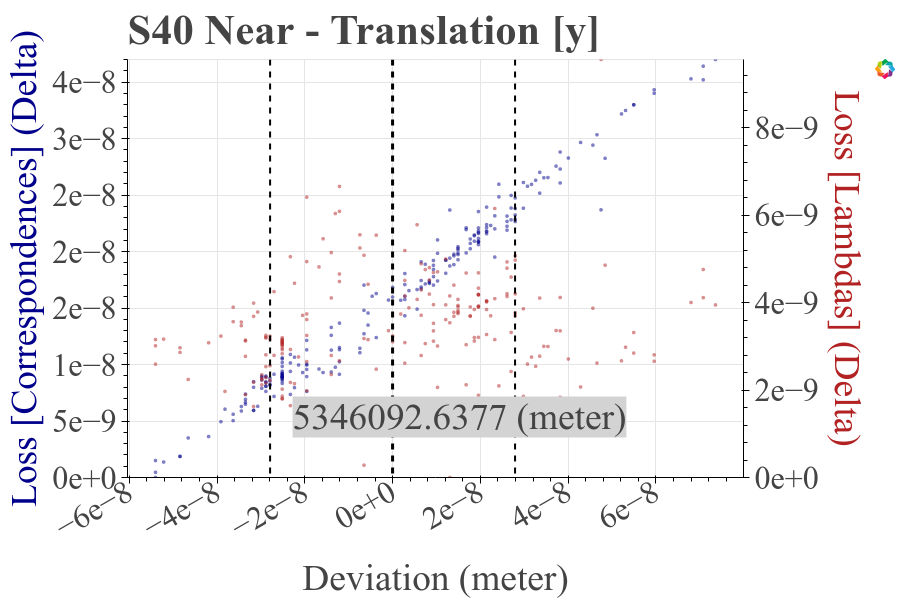 S40 Near - Translation [y]
Loss [Correspondences] (Delta)
4e−8
3e−8
2e−8
2e−8
2e−8
1e−8
5e−9
0e+0
8e−9
6e−9
4e−9
2e−9
0e+0
Loss [Lambdas] (Delta)
5346092.6377 (meter)
−6e−8
−4e−8
−2e−8
0e+0
2e−8
4e−8
6e−8
Deviation (meter)